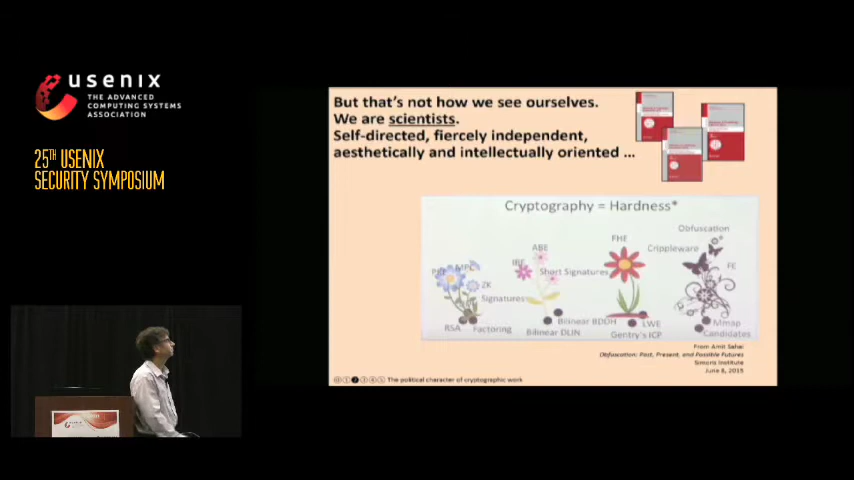 usenix
THE ADVANCED
COMPUTING SYSTEMS
ASSOCIATION
25TH USENIX
SECURITY SYMPOSIUM
But that's not how we see ourselves.
We are scientists.
Self-directed, fiercely independent,
aesthetically and intellectually oriented ...
Cryptography = Hardness*
Obfuscation
FHE
Crippleware
ABE
IBE
FE
MPC
Short Signatures
ZK
Signatures
RSA
Factoring
Bilinear BDDH
Bilinear DLIN
LWE
Gentry's ICP
Mmap
Candidates
From Amit Sahai
Obfuscation: Past, Present, and Possible Futures
Simons Institute
June 8, 2015
The political character of cryptographic work